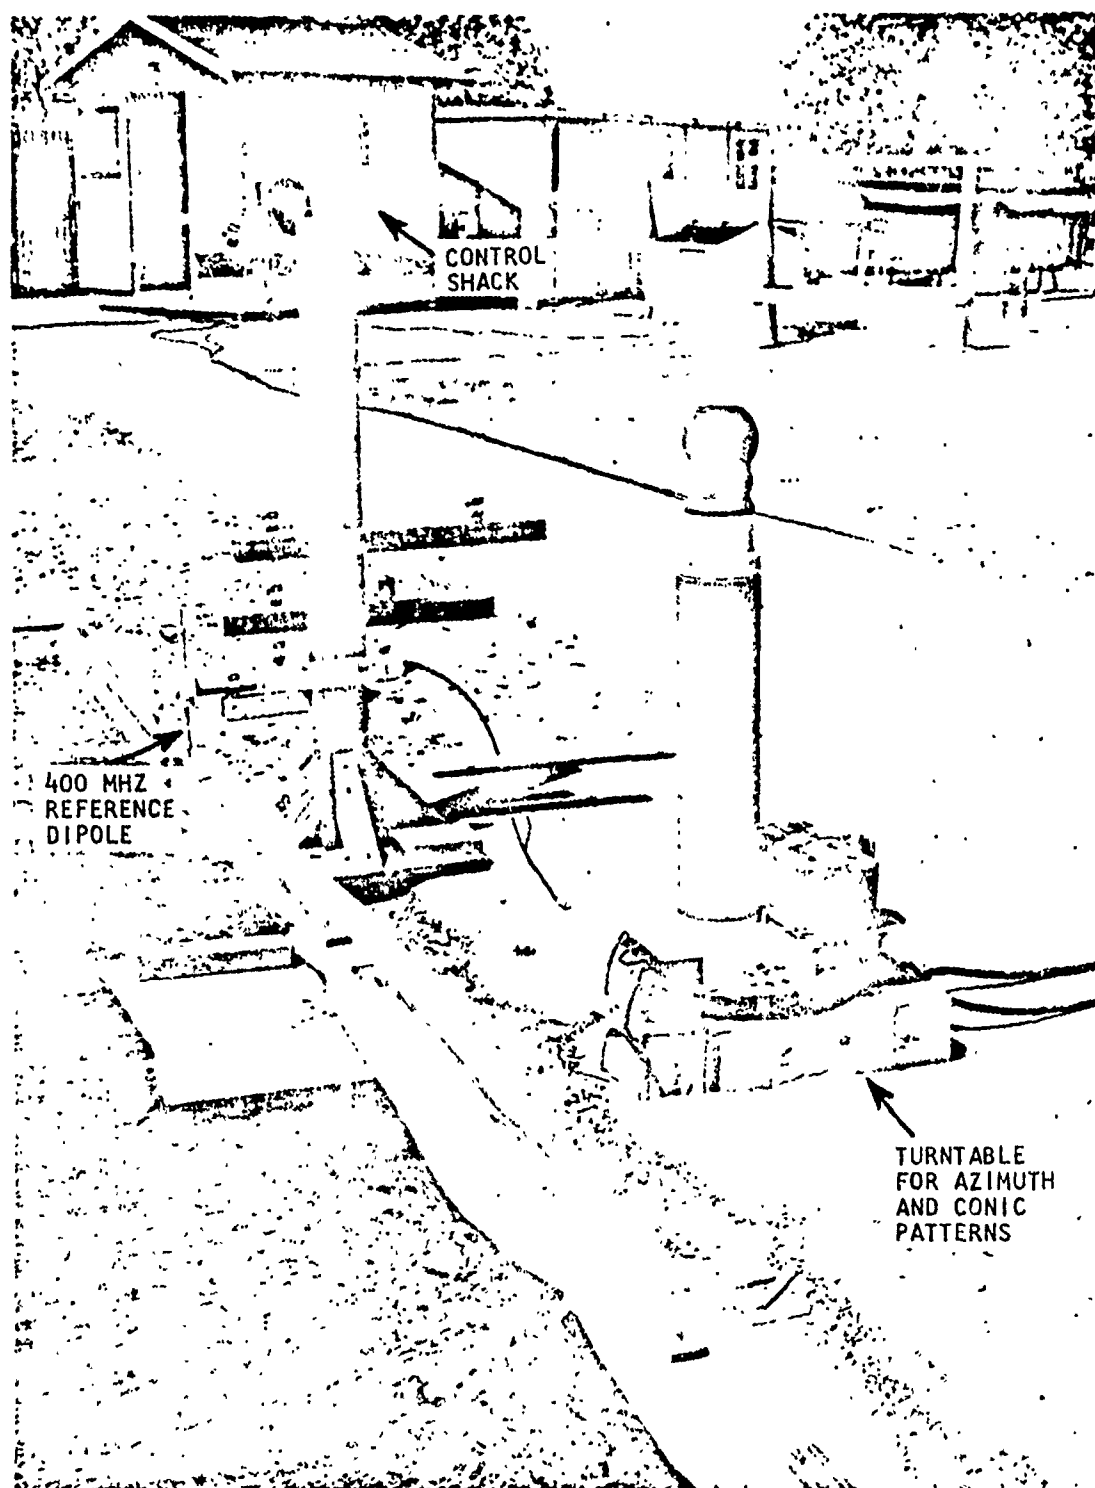 CONTROL
SHACK
400 MHZ
REFERENCE
DIPOLE
TURNTABLE
FOR AZIMUTH
AND CONIC
PATTERNS